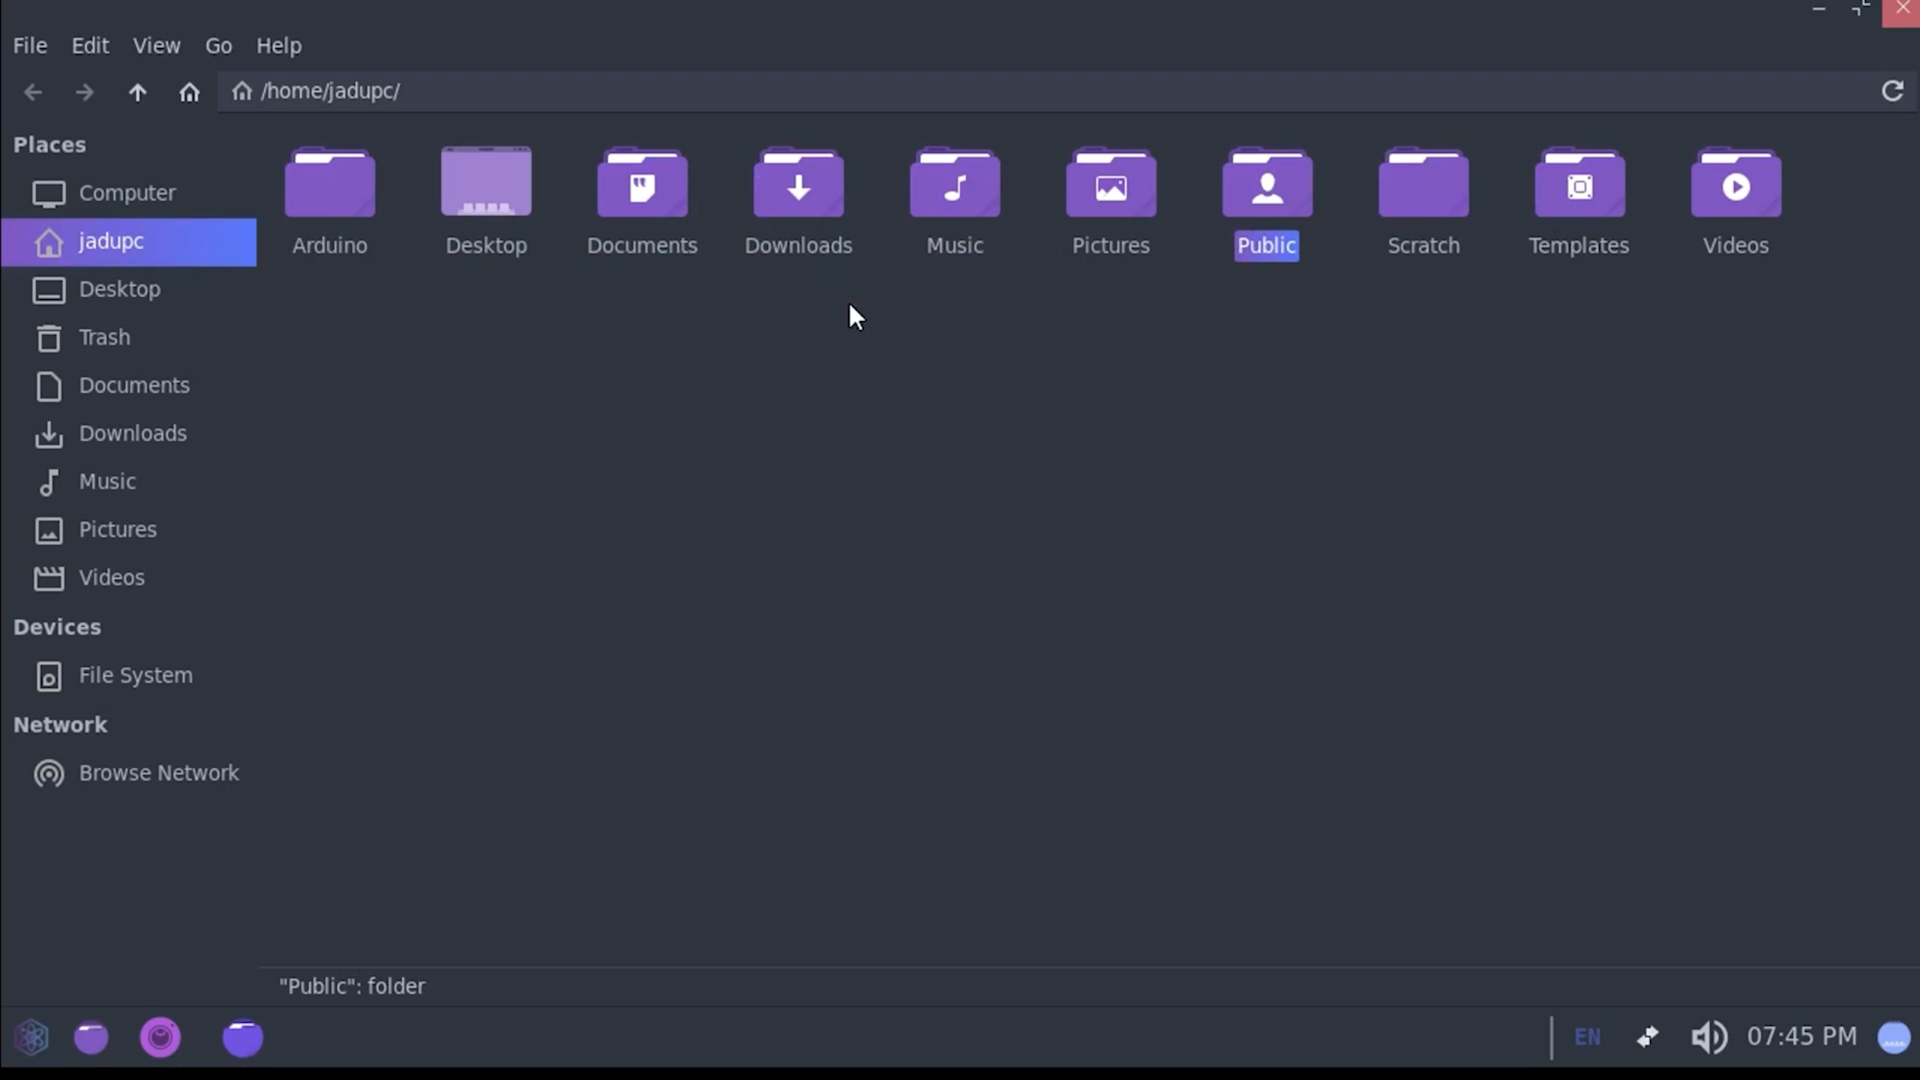 File Edit View Go Help
/home/jadupc/
Places
Computer
jadupc
Desktop
Trash
Documents
Downloads
Music
Pictures
Videos
Devices
File System
Network
Browse Network
Arduino Desktop Documents Downloads Music Pictures Public Scratch Templates Videos
"Public": folder
EN 07:45 PM